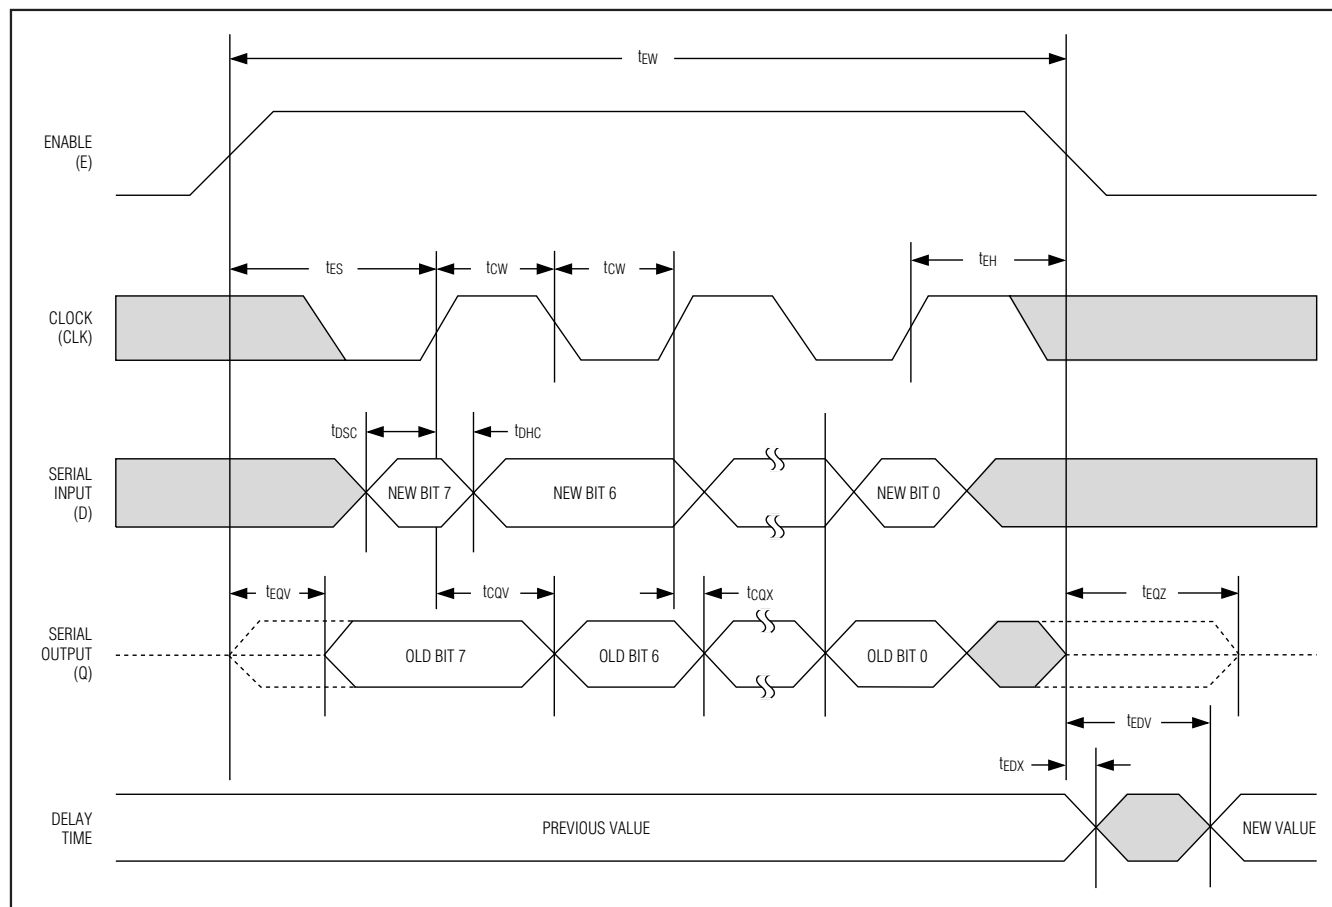 tEW
ENABLE
(E)
tES
tCW
tCW
tEH
CLOCK
(CLK)
tDSC
tDHC
SERIAL
INPUT
(D)
NEW BIT 7
NEW BIT 6
NEW BIT 0
tEQV
tCQV
tCQX
tEQZ
SERIAL
OUTPUT
(Q)
OLD BIT 7
OLD BIT 6
OLD BIT 0
tEDV
tEDX
DELAY
TIME
PREVIOUS VALUE
NEW VALUE